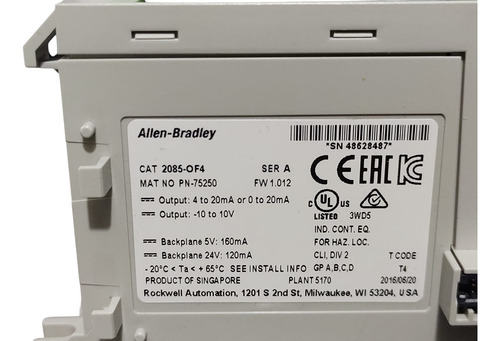 Allen-Bradley
*SN 48628487*
CAT 2085-OF4 SER A
MAT NO PN-75250 FW 1.012
Output: 4 to 20mA or 0 to 20mA
Output: -10 to 10V
Backplane 5V: 160mA
Backplane 24V: 120mA
- 20°C < Ta < + 65°C SEE INSTALL INFO
PRODUCT OF SINGAPORE PLANT 5170
Rockwell Automation, 1201 S 2nd St, Milwaukee, WI 53204, USA
CE EAC KC
C UL US
LISTED 3WD5
IND. CONT. EQ.
FOR HAZ. LOC.
CLI, DIV 2 T CODE
GP A,B,C,D T4
2016/06/20